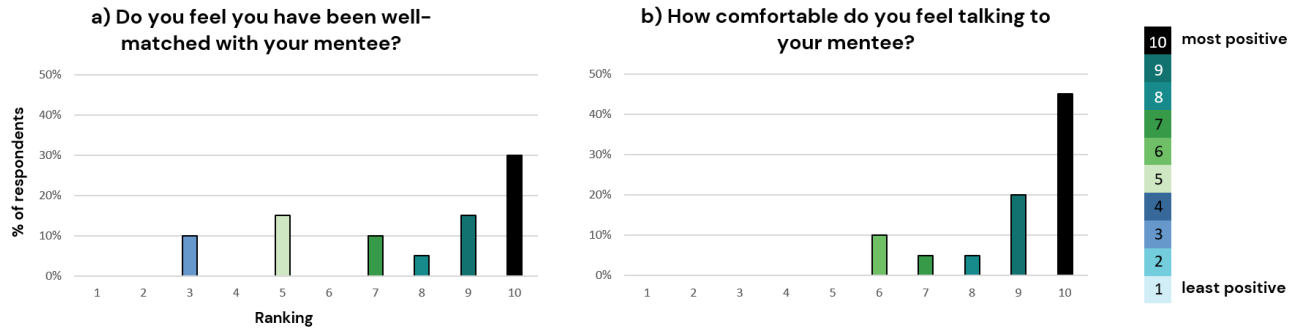 a) Do you feel you have been well-
matched with your mentee?
50%
40%
30%
20%
10%
0%
% of respondents
1 2 3 4 5 6 7 8 9 10
Ranking
b) How comfortable do you feel talking to
your mentee?
50%
40%
30%
20%
10%
0%
1 2 3 4 5 6 7 8 9 10
10 most positive
9
8
7
6
5
4
3
2
1 least positive